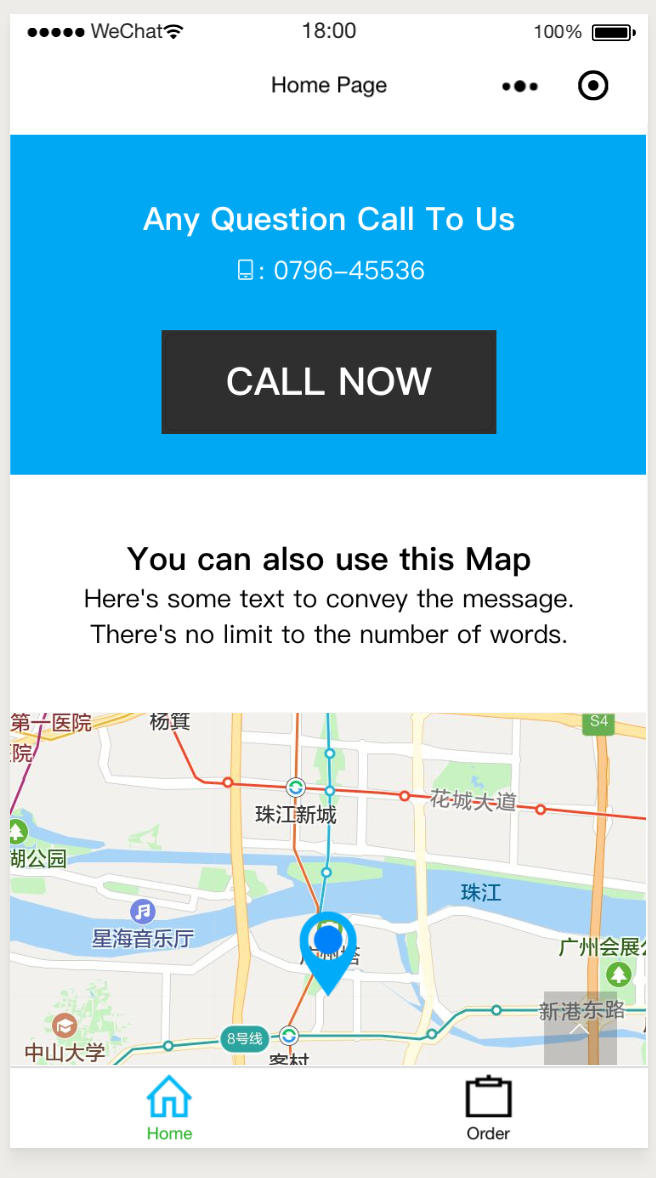 WeChat 18:00 100%
Home Page
Any Question Call To Us
: 0796-45536
CALL NOW
You can also use this Map
Here's some text to convey the message.
There's no limit to the number of words.
第一医院 杨箕 S4
医院
花城大道
珠江新城
湖公园
珠江
星海音乐厅
广州会展
广州塔
新港东路
8号线
中山大学
客村
Home Order